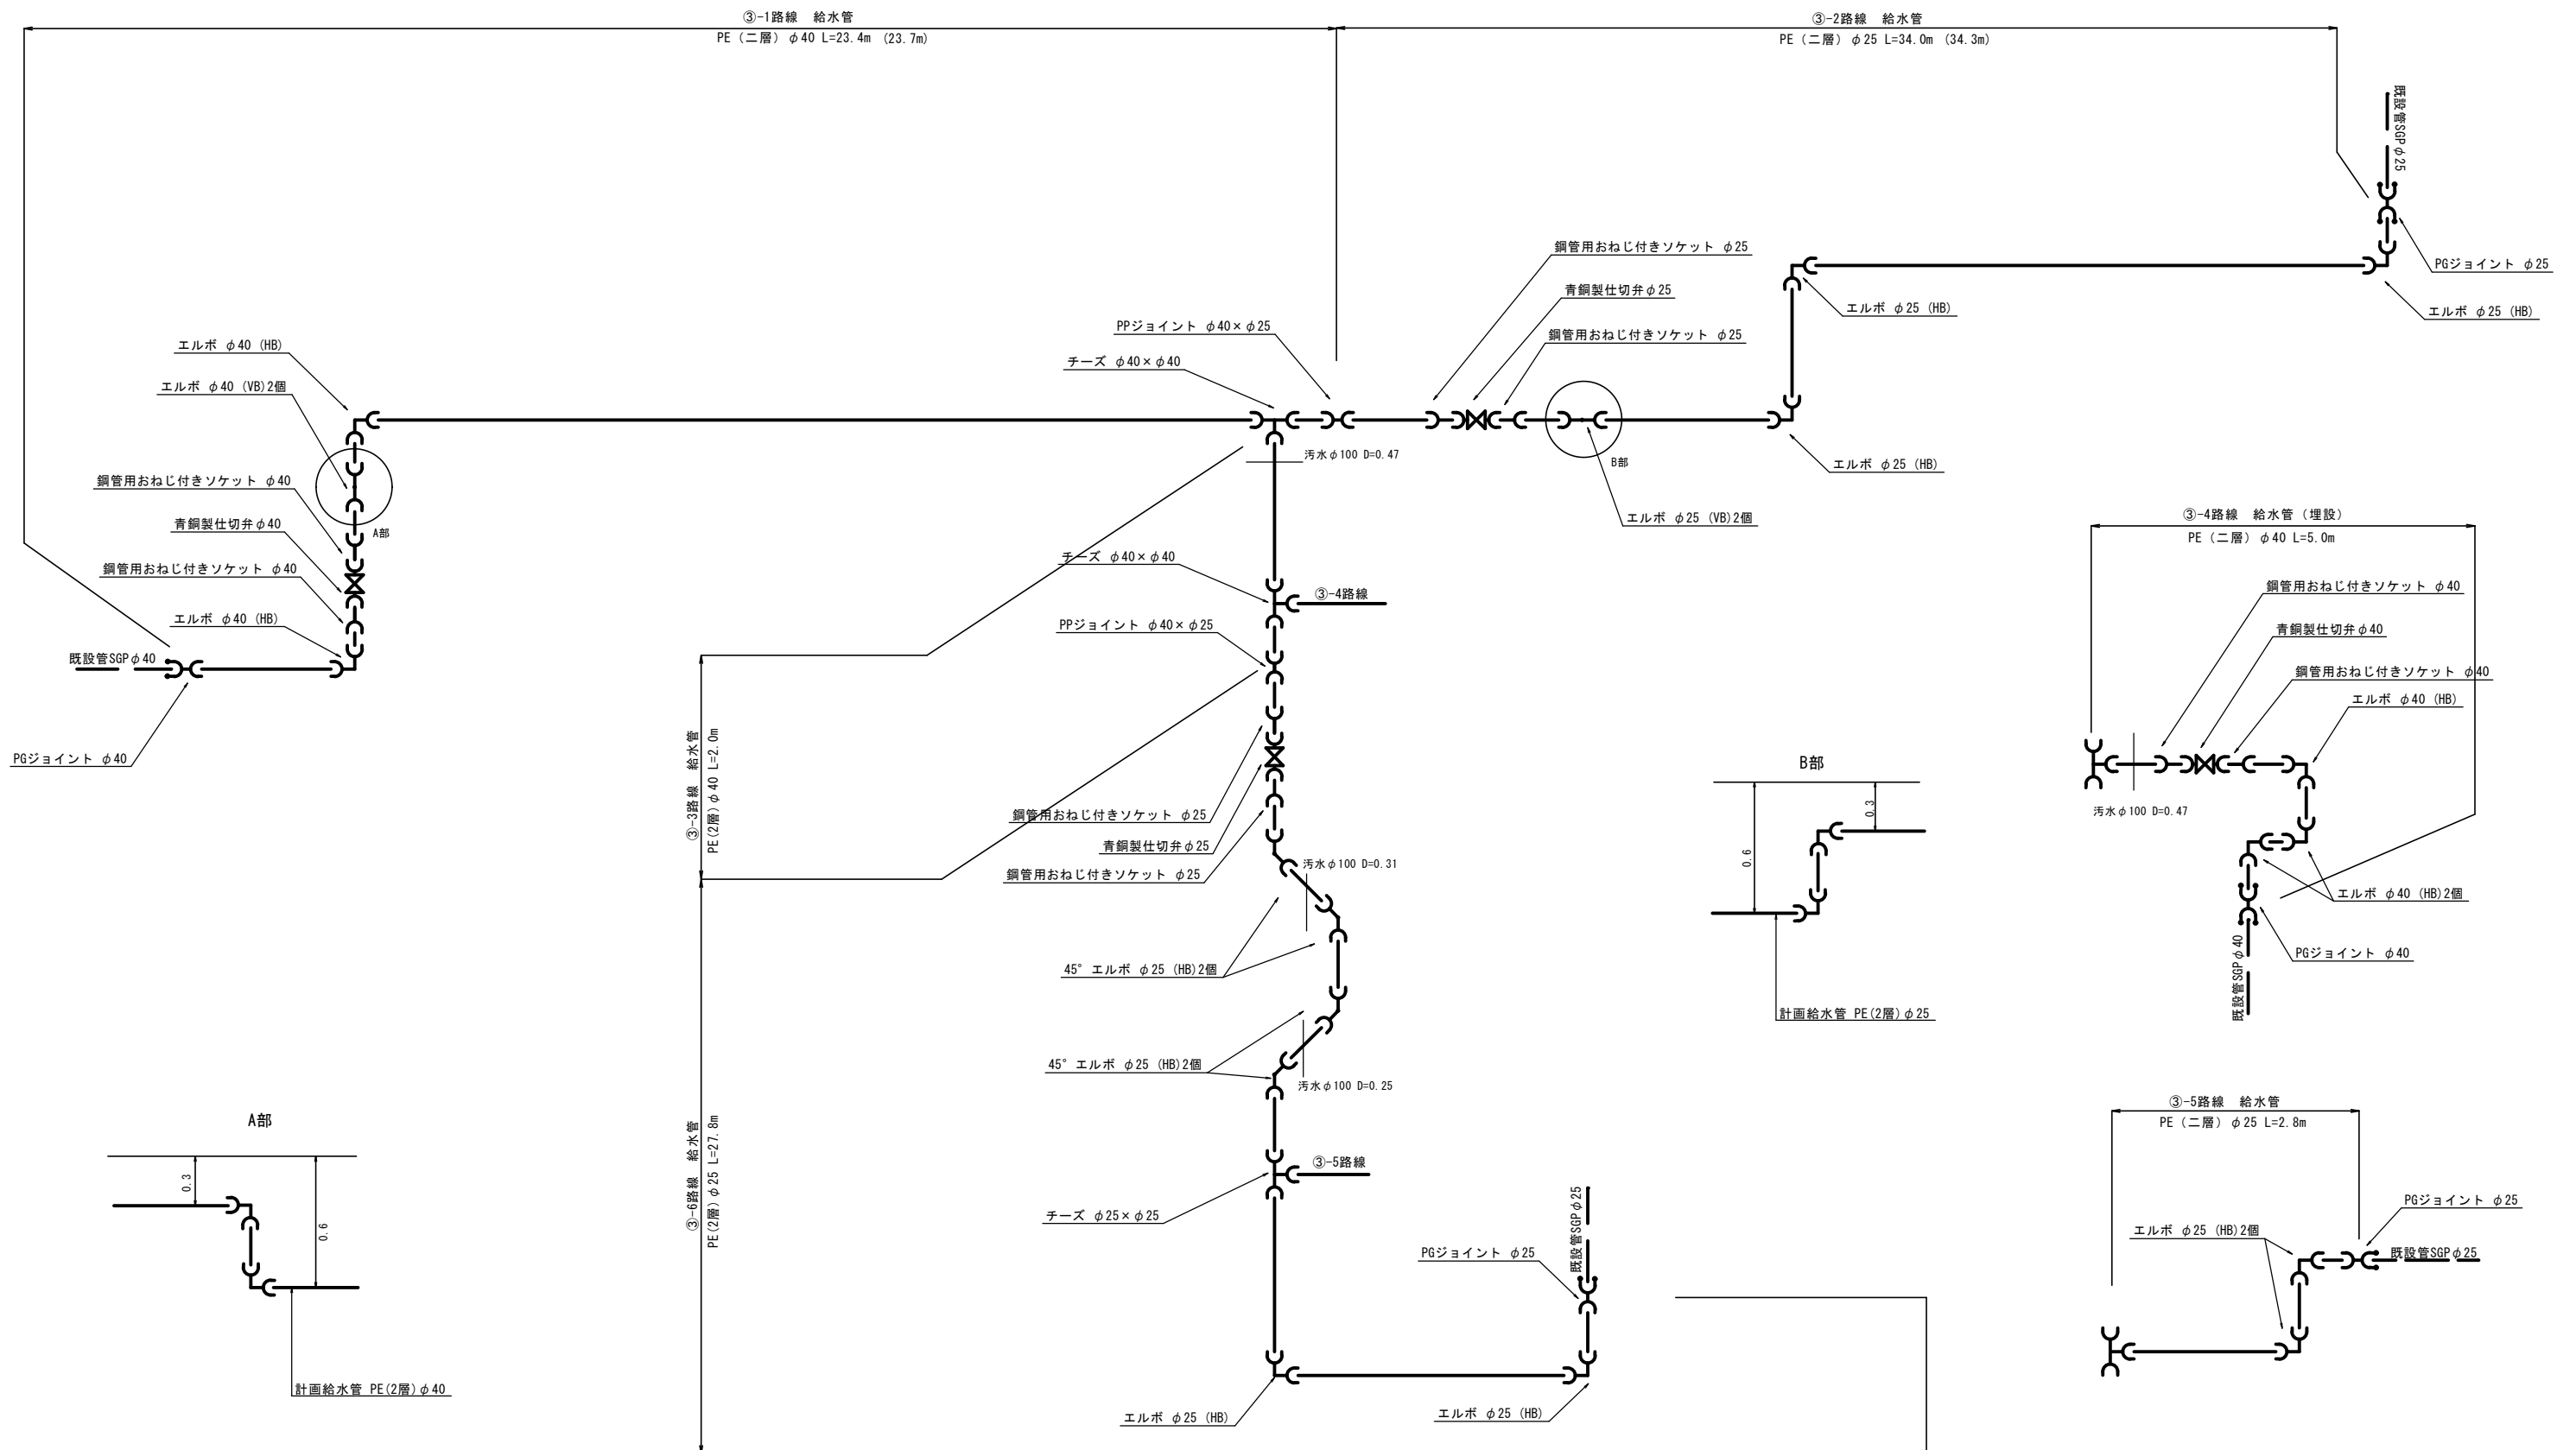 ③-1路線　給水管
PE（二層）φ40 L=23.4m (23.7m)
③-2路線　給水管
PE（二層）φ25 L=34.0m (34.3m)
既設管SGPφ25
PGジョイント φ25
エルボ φ25 (HB)
鋼管用おねじ付きソケット φ25
青銅製仕切弁φ25
鋼管用おねじ付きソケット φ25
エルボ φ25 (HB)
エルボ φ25 (HB)
PPジョイント φ40×φ25
チーズ φ40×φ40
汚水φ100 D=0.47
B部
エルボ φ25 (VB)2個
エルボ φ40 (HB)
エルボ φ40 (VB)2個
鋼管用おねじ付きソケット φ40
青銅製仕切弁φ40
A部
鋼管用おねじ付きソケット φ40
エルボ φ40 (HB)
既設管SGPφ40
PGジョイント φ40
チーズ φ40×φ40
③-4路線
PPジョイント φ40×φ25
③-3路線　給水管
PE(2層)φ40 L=2.0m
鋼管用おねじ付きソケット φ25
青銅製仕切弁φ25
鋼管用おねじ付きソケット φ25
汚水φ100 D=0.31
45°エルボ φ25 (HB)2個
45°エルボ φ25 (HB)2個
汚水φ100 D=0.25
③-6路線　給水管
PE(2層)φ25 L=27.8m
③-5路線
チーズ φ25×φ25
PGジョイント φ25
既設管SGPφ25
エルボ φ25 (HB)
エルボ φ25 (HB)
③-4路線　給水管（埋設）
PE（二層）φ40 L=5.0m
鋼管用おねじ付きソケット φ40
青銅製仕切弁φ40
鋼管用おねじ付きソケット φ40
エルボ φ40 (HB)
汚水φ100 D=0.47
エルボ φ40 (HB)2個
PGジョイント φ40
既設管SGPφ40
B部
0.6
0.3
計画給水管 PE(2層)φ25
A部
0.3
0.6
計画給水管 PE(2層)φ40
③-5路線　給水管
PE（二層）φ25 L=2.8m
PGジョイント φ25
エルボ φ25 (HB)2個
既設管SGPφ25